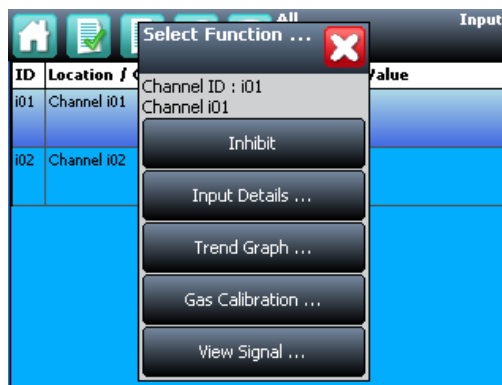 All
Input
Select Function ...
ID
Location /
Value
Channel ID : i01
Channel i01
i01
Channel i01
Inhibit
i02
Channel i02
Input Details ...
Trend Graph ...
Gas Calibration ...
View Signal ...